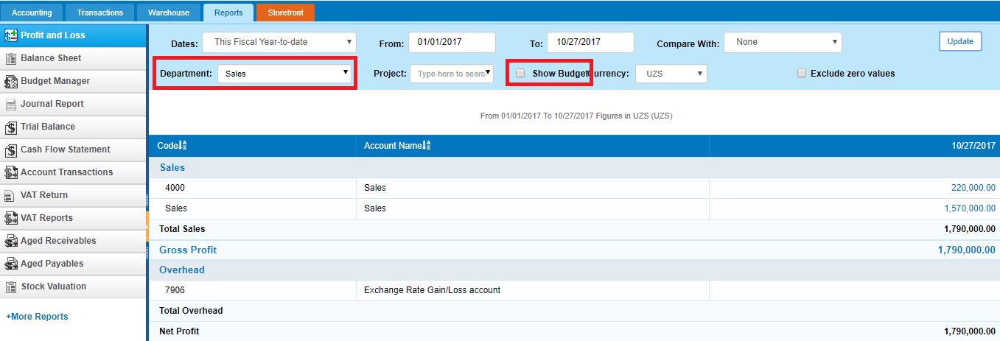 Accounting Transactions Warehouse Reports Storefront
Profit and Loss
Balance Sheet
Budget Manager
Journal Report
Trial Balance
Cash Flow Statement
Account Transactions
VAT Return
VAT Reports
Aged Receivables
Aged Payables
Stock Valuation
+More Reports
Dates: This Fiscal Year-to-date From: 01/01/2017 To: 10/27/2017 Compare With: None Update
Department: Sales Project: Type here to searc Show Budget urrency: UZS Exclude zero values
From 01/01/2017 To 10/27/2017 Figures in UZS (UZS)
Code Account Name 10/27/2017
Sales
4000 Sales 220,000.00
Sales Sales 1,570,000.00
Total Sales 1,790,000.00
Gross Profit 1,790,000.00
Overhead
7906 Exchange Rate Gain/Loss account
Total Overhead
Net Profit 1,790,000.00